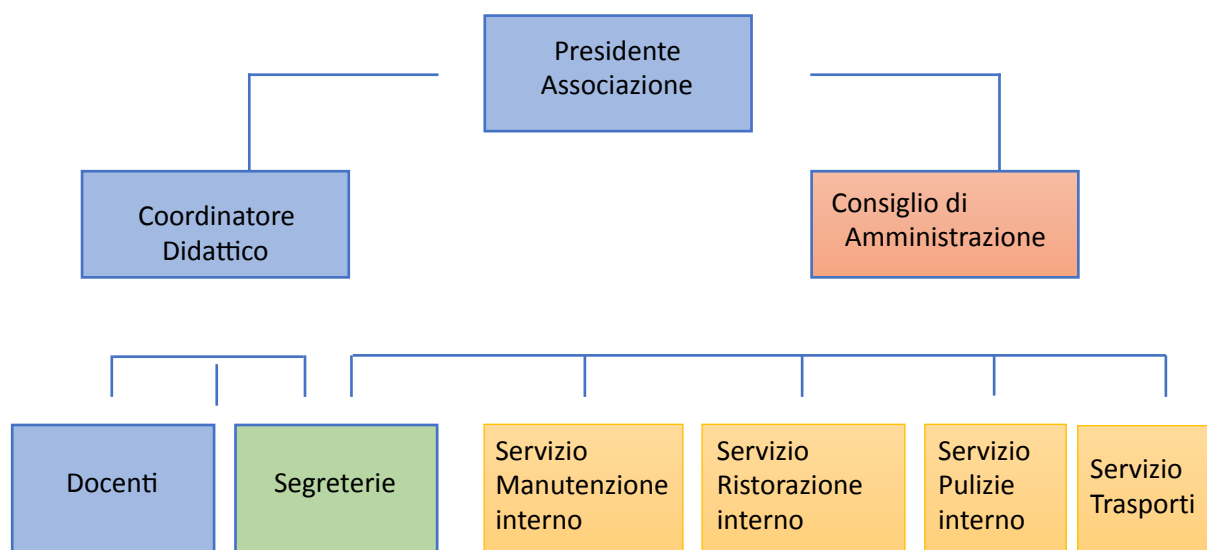 Presidente
Associazione
Coordinatore
Didattico
Consiglio di
Amministrazione
Docenti
Segreterie
Servizio
Manutenzione
interno
Servizio
Ristorazione
interno
Servizio
Pulizie
interno
Servizio
Trasporti